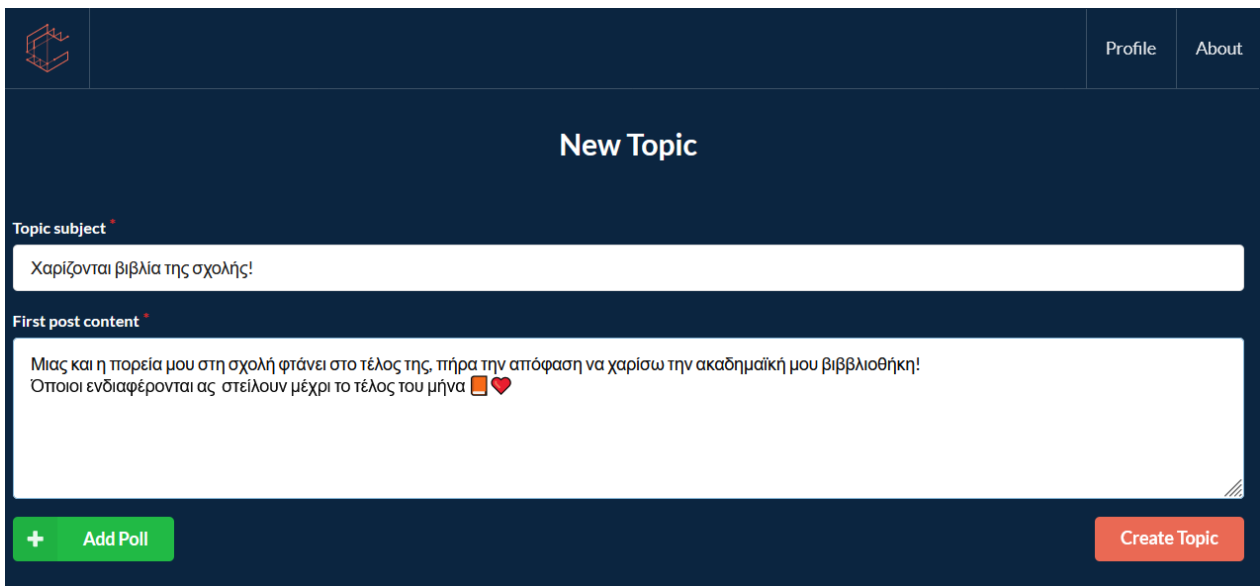 Profile About
New Topic
Topic subject *
Χαρίζονται βιβλία της σχολής!
First post content *
Μιας και η πορεία μου στη σχολή φτάνει στο τέλος της, πήρα την απόφαση να χαρίσω την ακαδημαϊκή μου βιββλιοθήκη!
Όποιοι ενδιαφέρονται ας  στείλουν μέχρι το τέλος του μήνα 📙❤️
+ Add Poll Create Topic